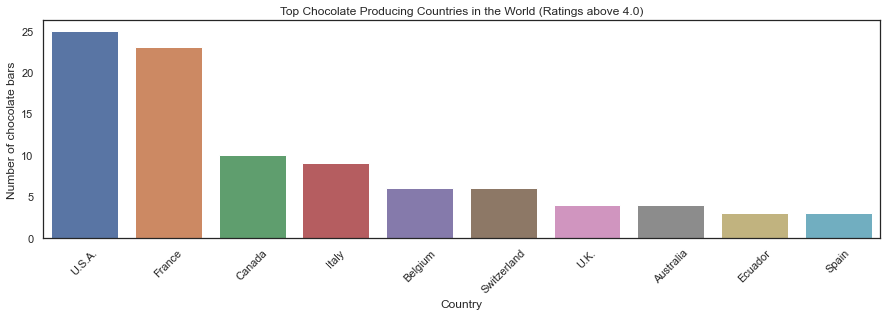 Top Chocolate Producing Countries in the World (Ratings above 4.0)
Number of chocolate bars
25
20
15
10
5
0
U.S.A.
France
Canada
Italy
Belgium
Switzerland
U.K.
Australia
Ecuador
Spain
Country